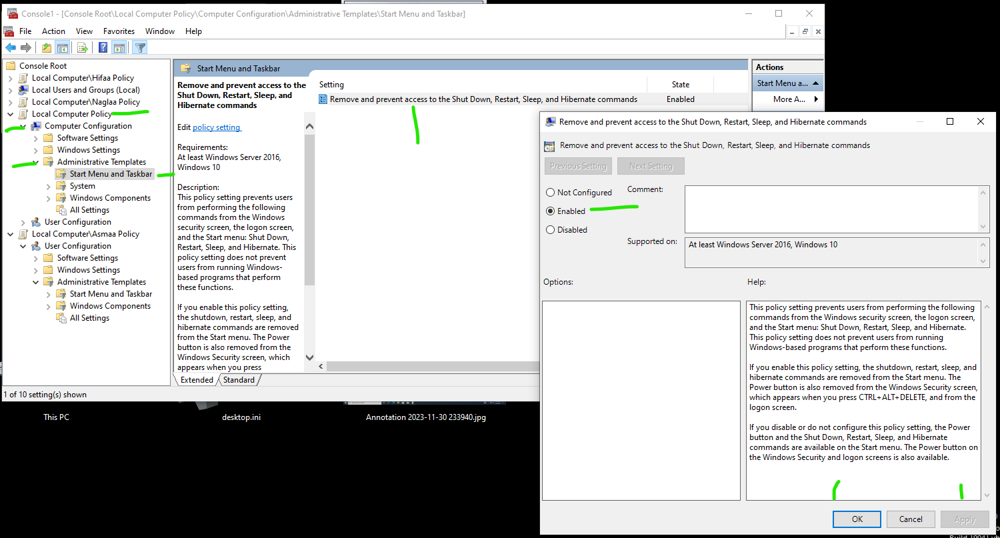 Console1 - [Console Root\Local Computer Policy\Computer Configuration\Administrative Templates\Start Menu and Taskbar]
File Action View Favorites Window Help
Console Root
Local Computer\Hifaa Policy
Local Users and Groups (Local)
Local Computer\Naglaa Policy
Local Computer Policy
Computer Configuration
Software Settings
Windows Settings
Administrative Templates
Start Menu and Taskbar
System
Windows Components
All Settings
User Configuration
Local Computer\Asmaa Policy
User Configuration
Software Settings
Windows Settings
Administrative Templates
Start Menu and Taskbar
Windows Components
All Settings
Start Menu and Taskbar
Remove and prevent access to the
Shut Down, Restart, Sleep, and
Hibernate commands
Edit policy setting
Requirements:
At least Windows Server 2016,
Windows 10
Description:
This policy setting prevents users
from performing the following
commands from the Windows
security screen, the logon screen,
and the Start menu: Shut Down,
Restart, Sleep, and Hibernate. This
policy setting does not prevent
users from running Windows-
based programs that perform
these functions.
If you enable this policy setting,
the shutdown, restart, sleep, and
hibernate commands are removed
from the Start menu. The Power
button is also removed from the
Windows Security screen, which
appears when you press
Setting State
Remove and prevent access to the Shut Down, Restart, Sleep, and Hibernate commands Enabled
Extended Standard
1 of 10 setting(s) shown
Actions
Start Menu a...
More A...
Remove and prevent access to the Shut Down, Restart, Sleep, and Hibernate commands
Remove and prevent access to the Shut Down, Restart, Sleep, and Hibernate commands
Previous Setting Next Setting
Not Configured
Enabled
Disabled
Comment:
Supported on:
At least Windows Server 2016, Windows 10
Options:
Help:
This policy setting prevents users from performing the following
commands from the Windows security screen, the logon screen,
and the Start menu: Shut Down, Restart, Sleep, and Hibernate.
This policy setting does not prevent users from running
Windows-based programs that perform these functions.
If you enable this policy setting, the shutdown, restart, sleep, and
hibernate commands are removed from the Start menu. The
Power button is also removed from the Windows Security screen,
which appears when you press CTRL+ALT+DELETE, and from the
logon screen.
If you disable or do not configure this policy setting, the Power
button and the Shut Down, Restart, Sleep, and Hibernate
commands are available on the Start menu. The Power button on
the Windows Security and logon screens is also available.
OK Cancel Apply
This PC
desktop.ini
Annotation 2023-11-30 233940.jpg